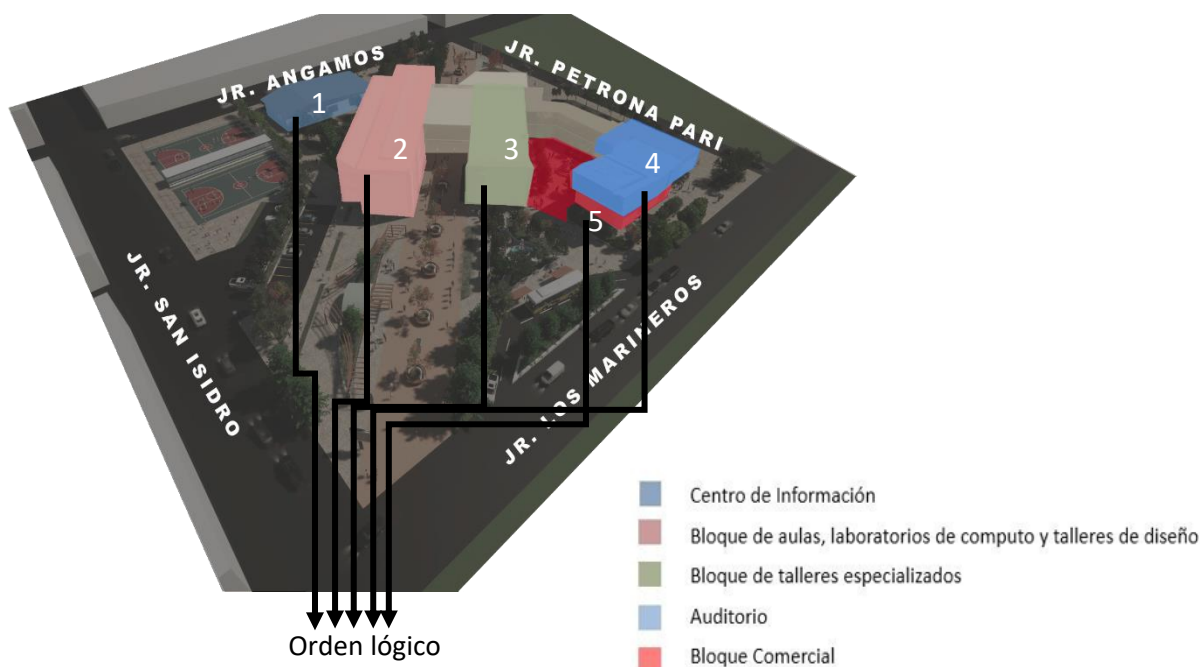 JR. ANGAMOS
JR. PETRONA PARI
1
2
3
4
5
JR. SAN ISIDRO
JR. LOS MARINEROS
Centro de Información
Bloque de aulas, laboratorios de computo y talleres de diseño
Bloque de talleres especializados
Auditorio
Bloque Comercial
Orden lógico